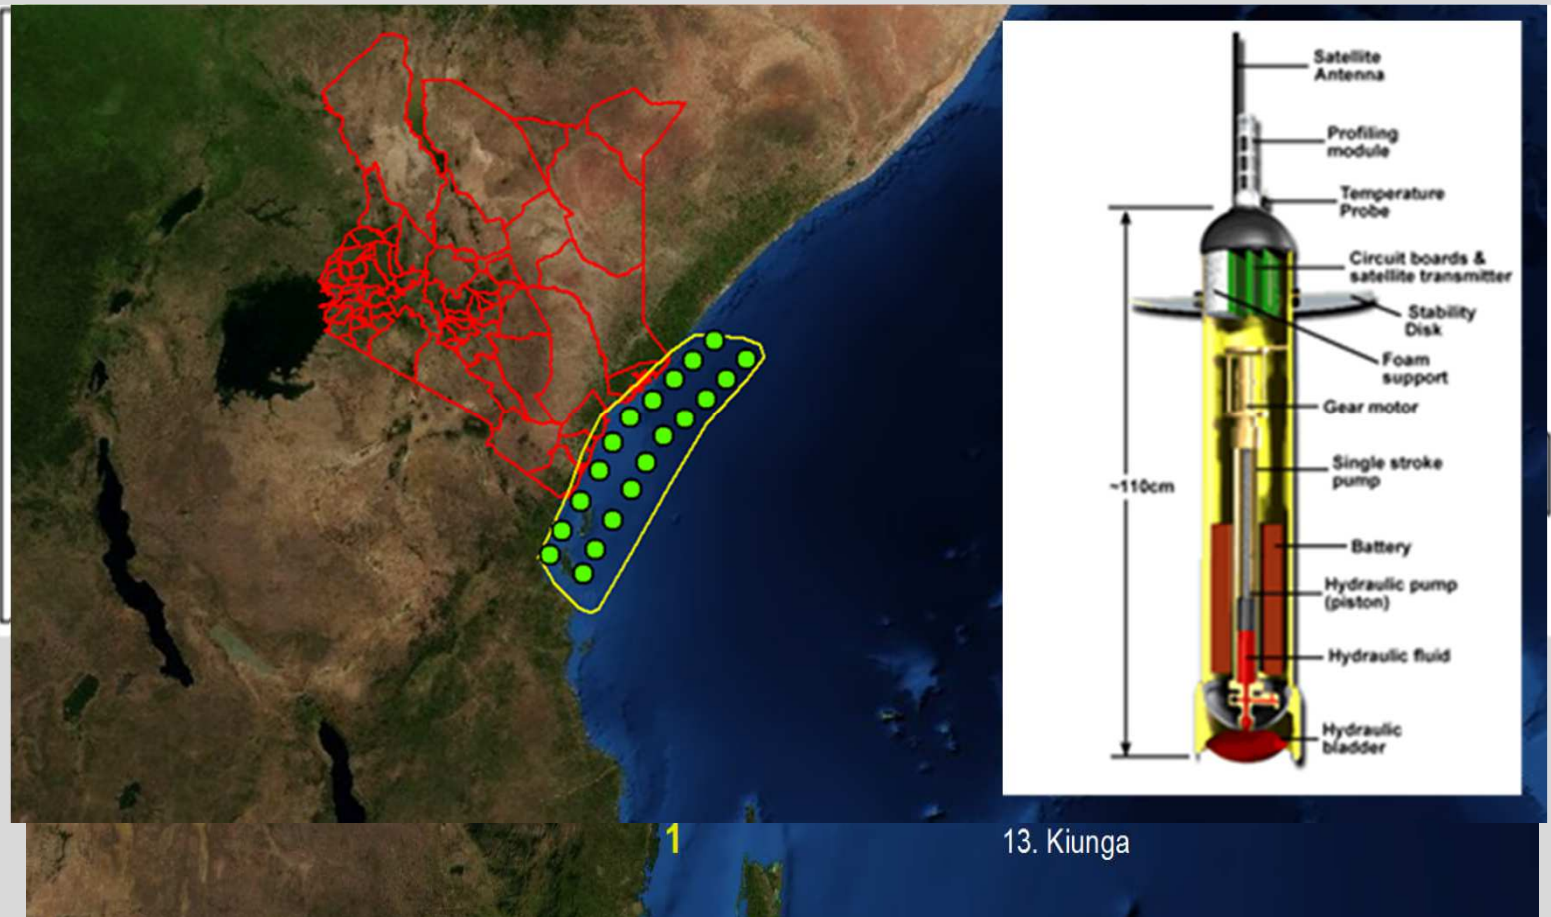 Satellite
Antenna
Profiling
module
Temperature
Probe
Circuit boards &
satellite transmitter
Stability
Disk
Foam
support
Gear motor
Single stroke
pump
~110cm
Battery
Hydraulic pump
(piston)
Hydraulic fluid
Hydraulic
bladder
1
13. Kiunga